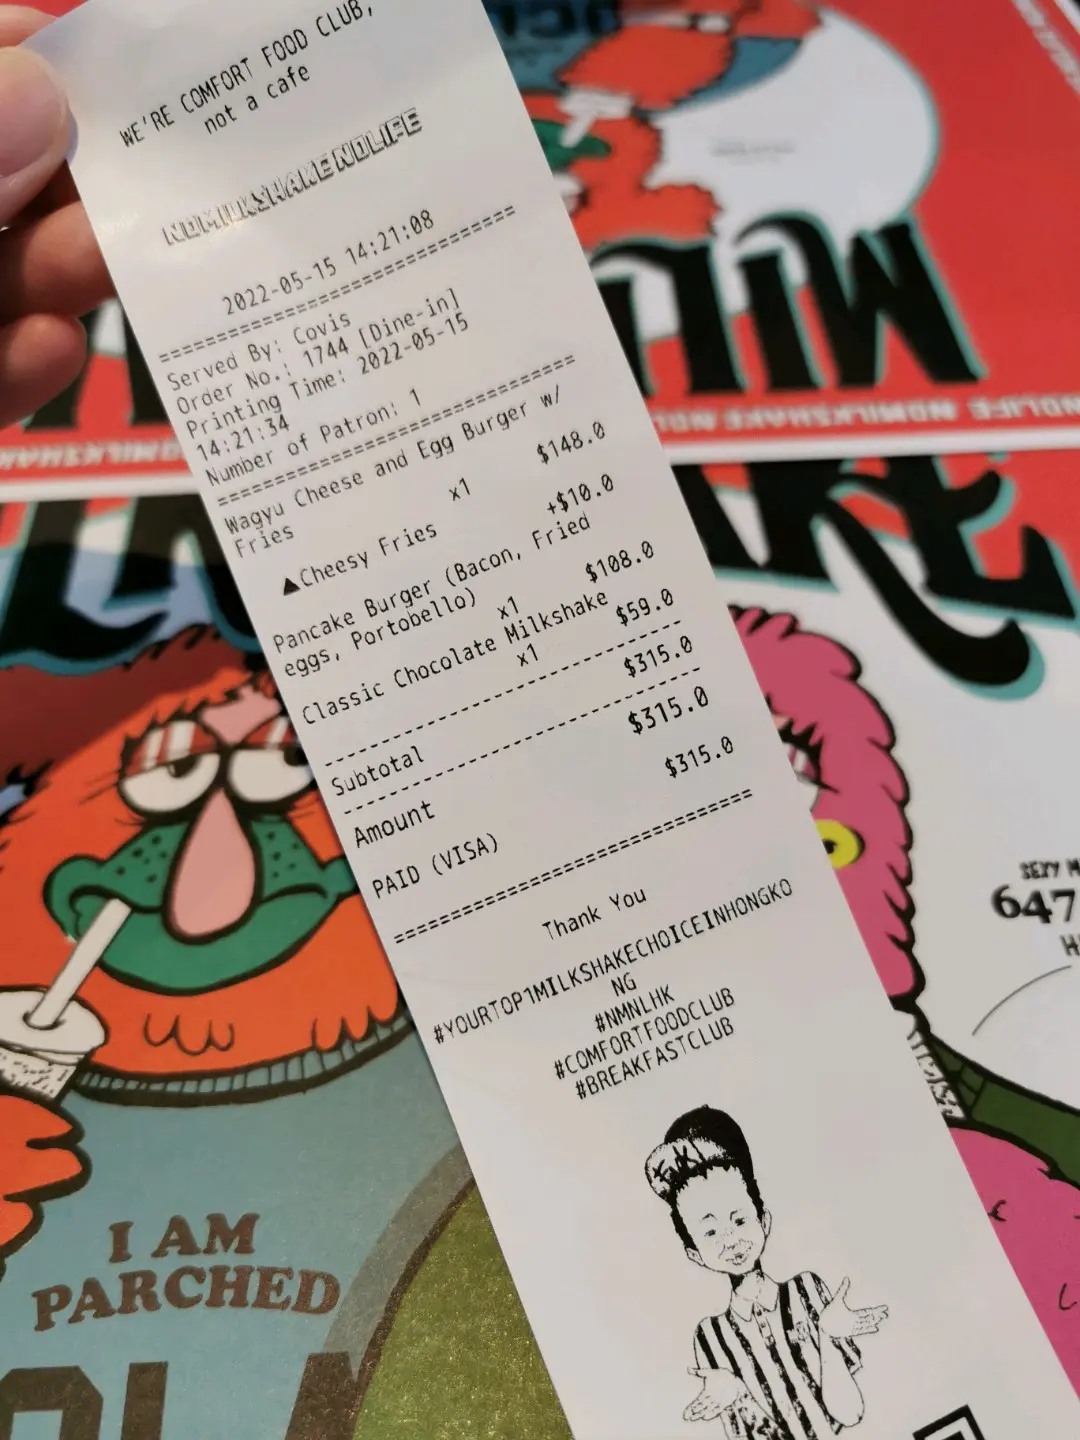 WE'RE COMFORT FOOD CLUB,
not a cafe
NOMILKSHAKENOLIFE
2022-05-15 14:21:08
================================
Served By: Covis
Order No.: 1744 [Dine-in]
Printing Time: 2022-05-15
14:21:34
Number of Patron: 1
================================
Wagyu Cheese and Egg Burger w/
Fries x1 $148.0
▲Cheesy Fries +$10.0
Pancake Burger (Bacon, Fried
eggs, Portobello) x1 $108.0
Classic Chocolate Milkshake
x1 $59.0
--------------------------------
Subtotal $315.0
--------------------------------
Amount $315.0
PAID (VISA) $315.0
================================
Thank You
#YOURTOP1MILKSHAKECHOICEINHONGKO
NG
#NMNLHK
#COMFORTFOODCLUB
#BREAKFASTCLUB
I AM
PARCHED
SEXY
647